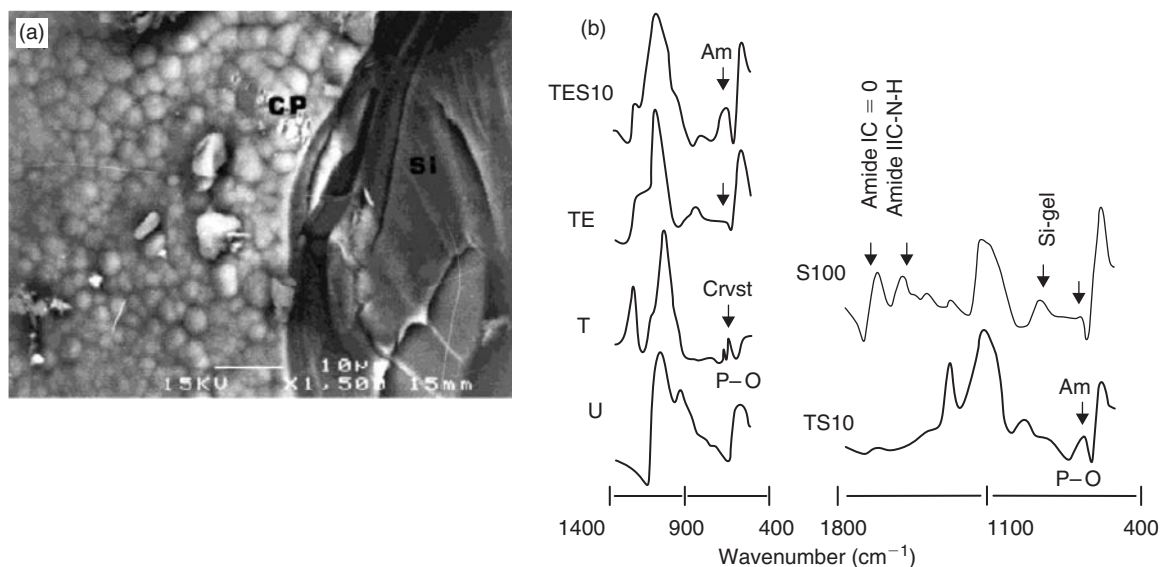 (a)
CP
Si
10µ
15KV X1,500 15mm
(b)
Am
TES10
TE
Crvst
T
P–O
U
1400 900 400
Amide IC = 0
Amide IIC-N-H
Si-gel
S100
Am
TS10
P–O
1800 1100 400
Wavenumber (cm⁻¹)